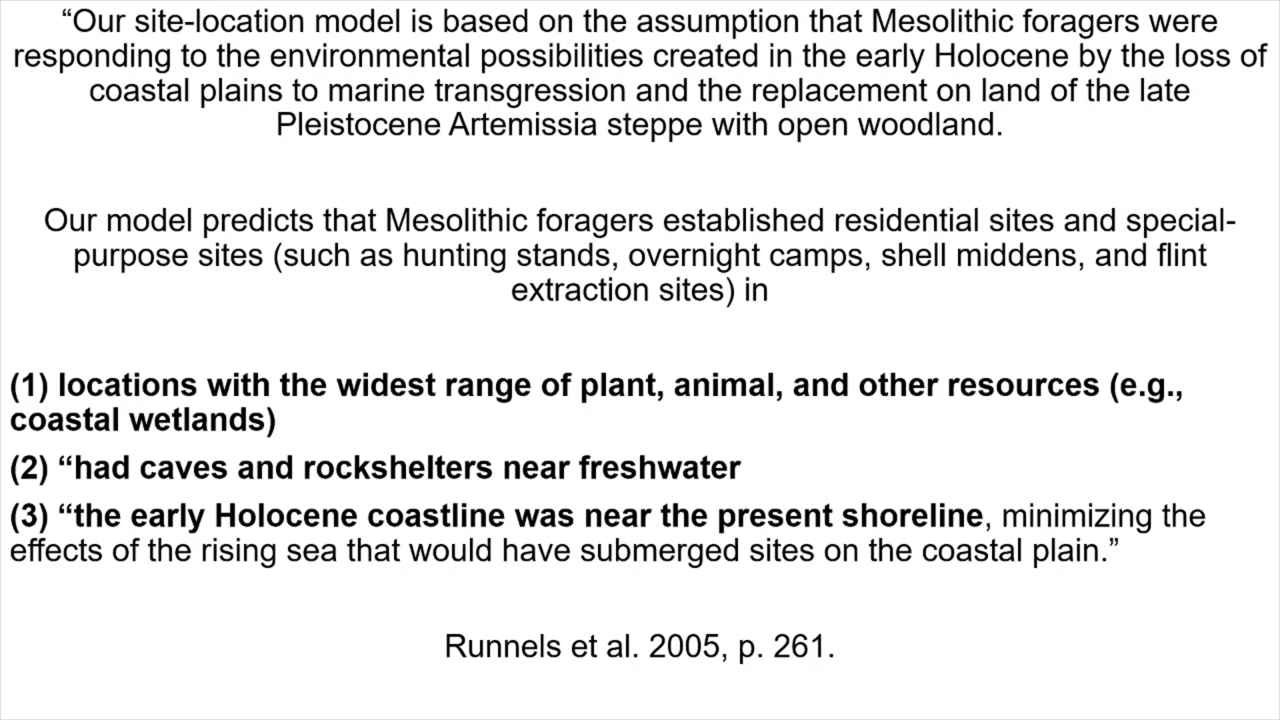 “Our site-location model is based on the assumption that Mesolithic foragers were
responding to the environmental possibilities created in the early Holocene by the loss of
coastal plains to marine transgression and the replacement on land of the late
Pleistocene Artemissia steppe with open woodland.
Our model predicts that Mesolithic foragers established residential sites and special-
purpose sites (such as hunting stands, overnight camps, shell middens, and flint
extraction sites) in
(1) locations with the widest range of plant, animal, and other resources (e.g.,
coastal wetlands)
(2) “had caves and rockshelters near freshwater
(3) “the early Holocene coastline was near the present shoreline, minimizing the
effects of the rising sea that would have submerged sites on the coastal plain.”
Runnels et al. 2005, p. 261.